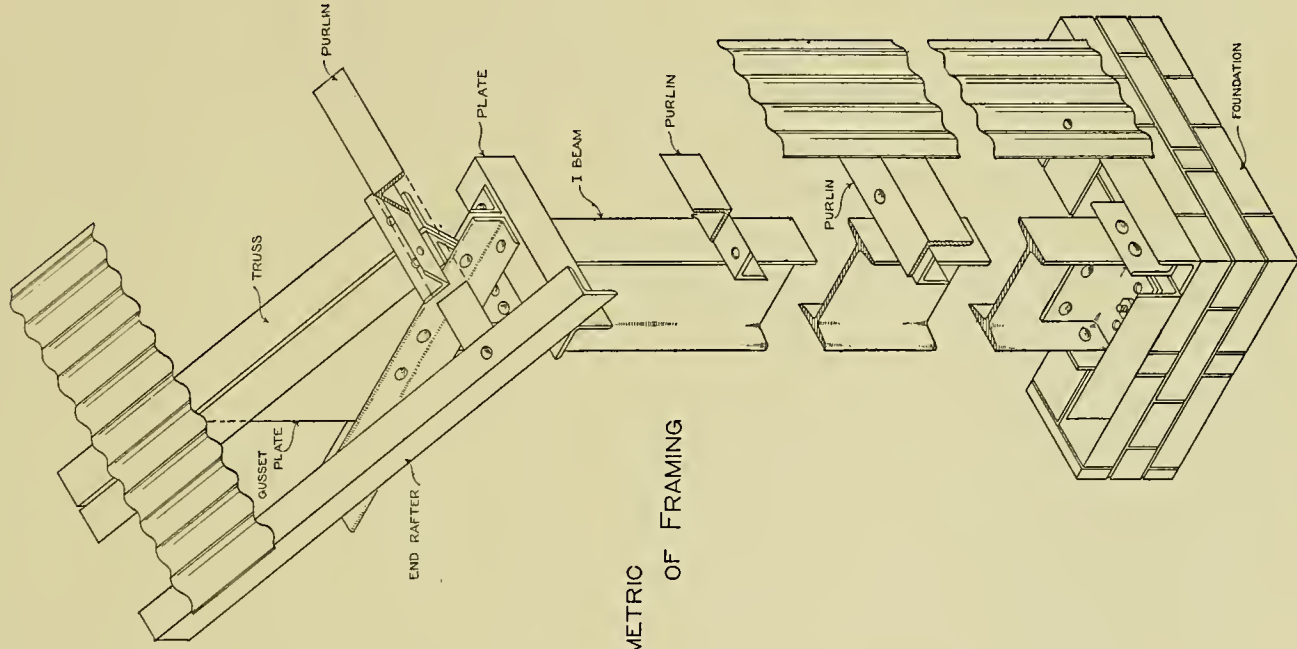 PURLIN
TRUSS
PLATE
I BEAM
PURLIN
PURLIN
GUSSET
PLATE
END RAFTER
METRIC
OF FRAMING
FOUNDATION